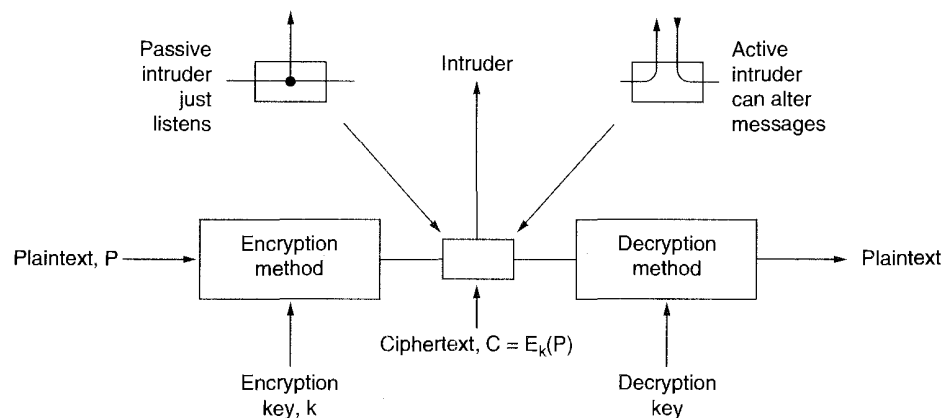 Passive
intruder
just
listens
Intruder
Active
intruder
can alter
messages
Plaintext, P
Encryption
method
Decryption
method
Plaintext
Ciphertext, C = Ek(P)
Encryption
key, k
Decryption
key